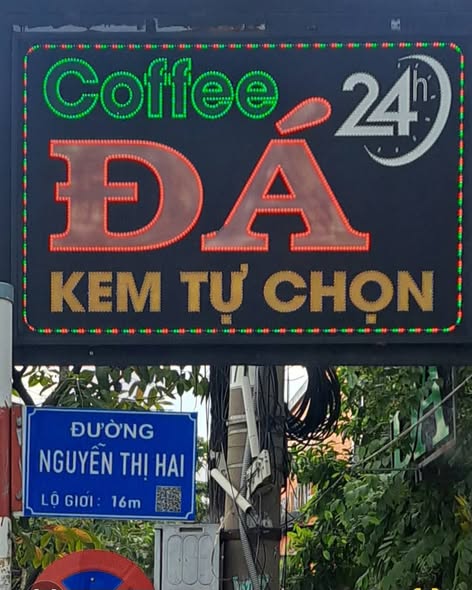 Coffee
24h
ĐÁ
KEM TỰ CHỌN
ĐƯỜNG
NGUYỄN THỊ HAI
LỘ GIỚI: 16m